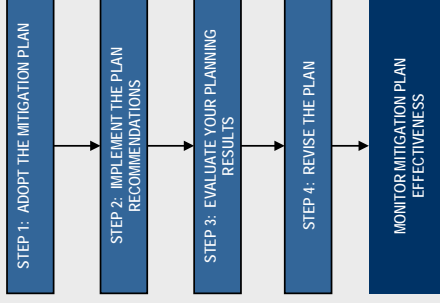 STEP 1: ADOPT THE MITIGATION PLAN
STEP 2: IMPLEMENT THE PLAN
RECOMMENDATIONS
STEP 3: EVALUATE YOUR PLANNING
RESULTS
STEP 4: REVISE THE PLAN
MONITOR MITIGATION PLAN
EFFECTIVENESS